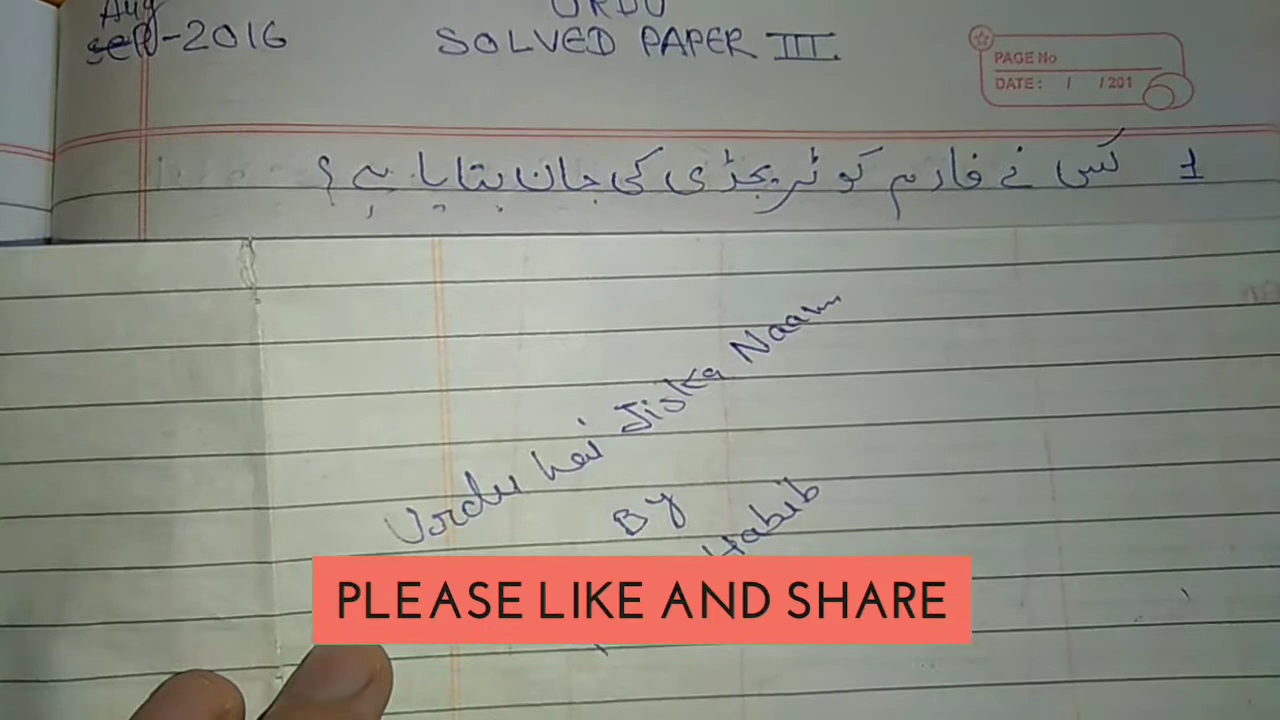 Aug
sep-2016
URDU
SOLVED PAPER III.
PAGE No
DATE: / /201
1 کس نے فارم کو ٹریجڈی کی جان بتایا ہے؟
Urdu hai Jiska Naam
By
Habib
PLEASE LIKE AND SHARE